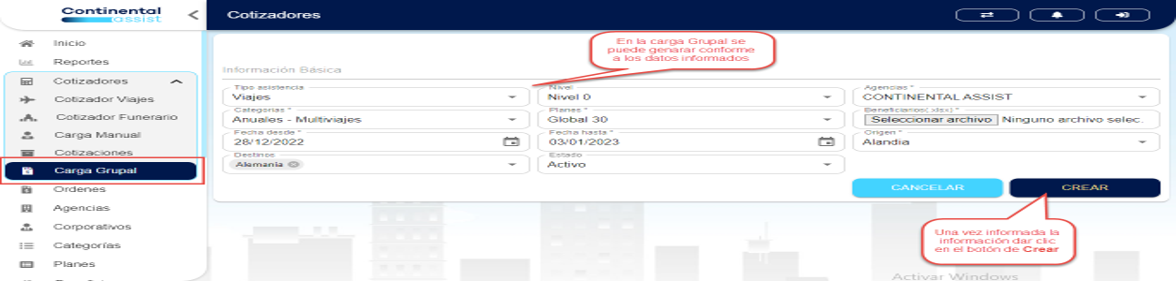 Continental
assist
Cotizadores
Inicio
Reportes
Cotizadores
Cotizador Viajes
Cotizador Funerario
Carga Manual
Cotizaciones
Carga Grupal
Ordenes
Agencias
Corporativos
Categorías
Planes
En la carga Grupal se
puede genarar conforme
a los datos informados
Información Básica
Tipo asistencia
Viajes
Nivel
Nivel 0
Agencias *
CONTINENTAL ASSIST
Categorias *
Anuales - Multiviajes
Planes *
Global 30
Beneficiarios(.xlsx) *
Seleccionar archivo Ninguno archivo selec.
Fecha desde *
28/12/2022
Fecha hasta *
03/01/2023
Origen *
Alandia
Destinos
Alemania
Estado
Activo
CANCELAR
CREAR
Una vez informada la
información dar clic
en el botón de Crear
Activar Windows